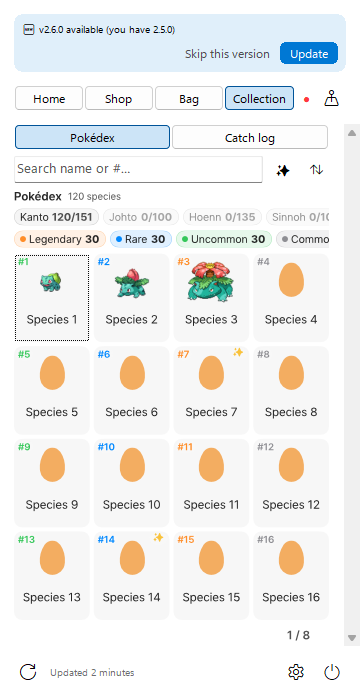 v2.6.0 available (you have 2.5.0)
Skip this version Update
Home Shop Bag Collection
Pokédex Catch log
Search name or #...
Pokédex 120 species
Kanto 120/151 Johto 0/100 Hoenn 0/135 Sinnoh 0/10
Legendary 30 Rare 30 Uncommon 30 Commo
#1 #2 #3 #4
Species 1 Species 2 Species 3 Species 4
#5 #6 #7 #8
Species 5 Species 6 Species 7 Species 8
#9 #10 #11 #12
Species 9 Species 10 Species 11 Species 12
#13 #14 #15 #16
Species 13 Species 14 Species 15 Species 16
1 / 8
Updated 2 minutes